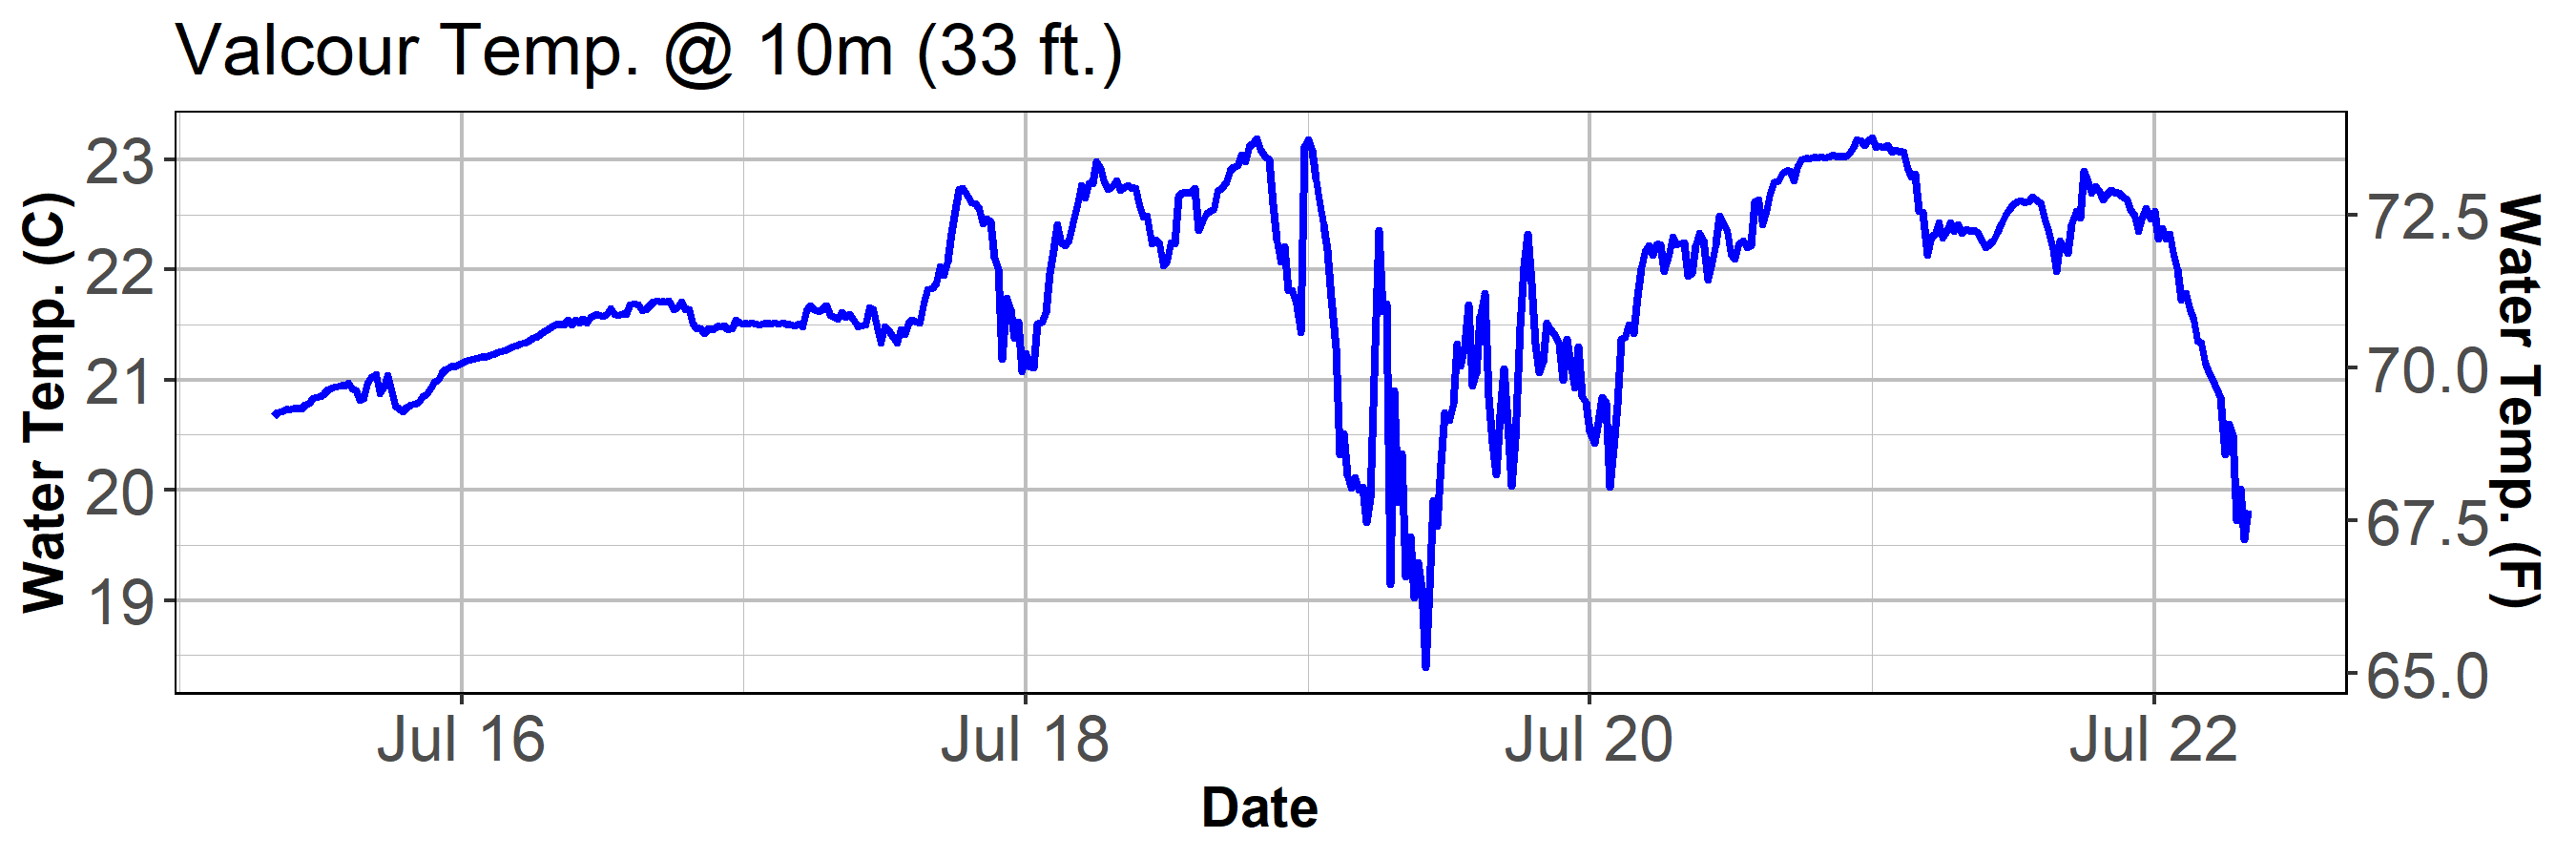 Valcour Temp. @ 10m (33 ft.)
Water Temp. (C)
23
22
21
20
19
72.5
70.0
67.5
65.0
Water Temp. (F)
Jul 16 Jul 18 Jul 20 Jul 22
Date